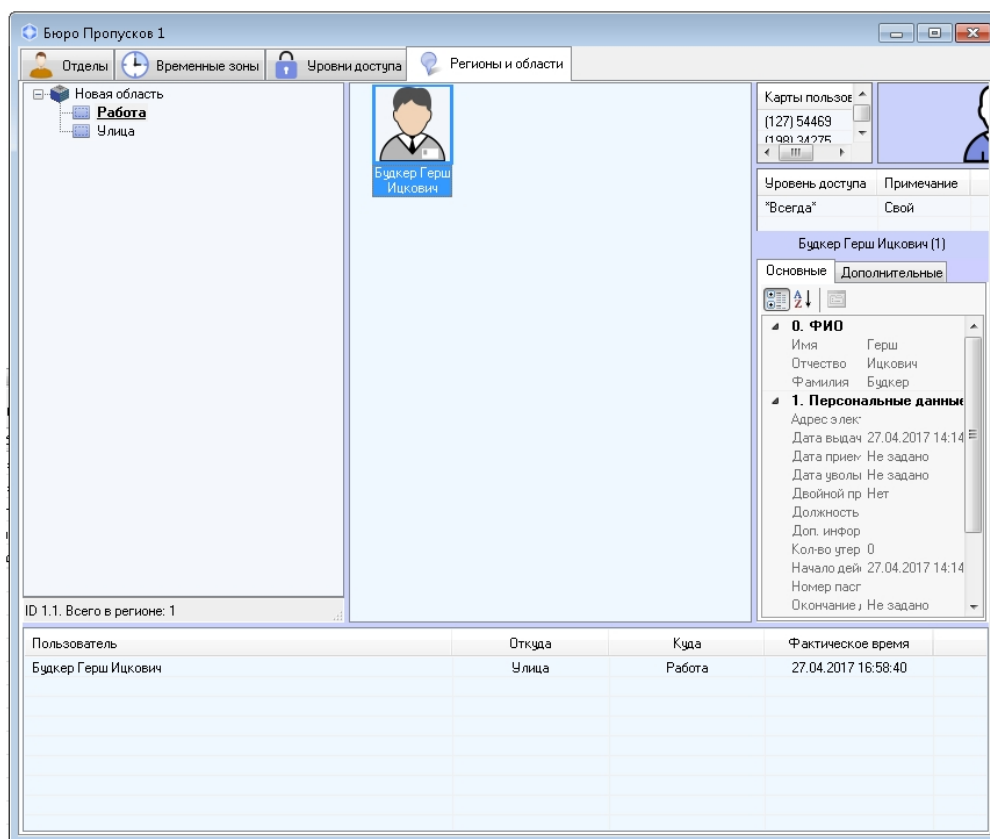 Бюро Пропусков 1
Отделы Временные зоны Уровни доступа Регионы и области
Новая область
Работа
Улица
ID 1.1. Всего в регионе: 1
Будкер Герш
Ицкович
Карты пользов
(127) 54469
(198) 34275
Уровень доступа Примечание
*Всегда* Свой
Будкер Герш Ицкович (1)
Основные Дополнительные
0. ФИО
Имя Герш
Отчество Ицкович
Фамилия Будкер
1. Персональные данные
Адрес элек
Дата выдач 27.04.2017 14:14
Дата прием Не задано
Дата уволы Не задано
Двойной пр Нет
Должность
Доп. инфор
Кол-во утер 0
Начало дей 27.04.2017 14:14
Номер пасп
Окончание Не задано
Пользователь Откуда Куда Фактическое время
Будкер Герш Ицкович Улица Работа 27.04.2017 16:58:40